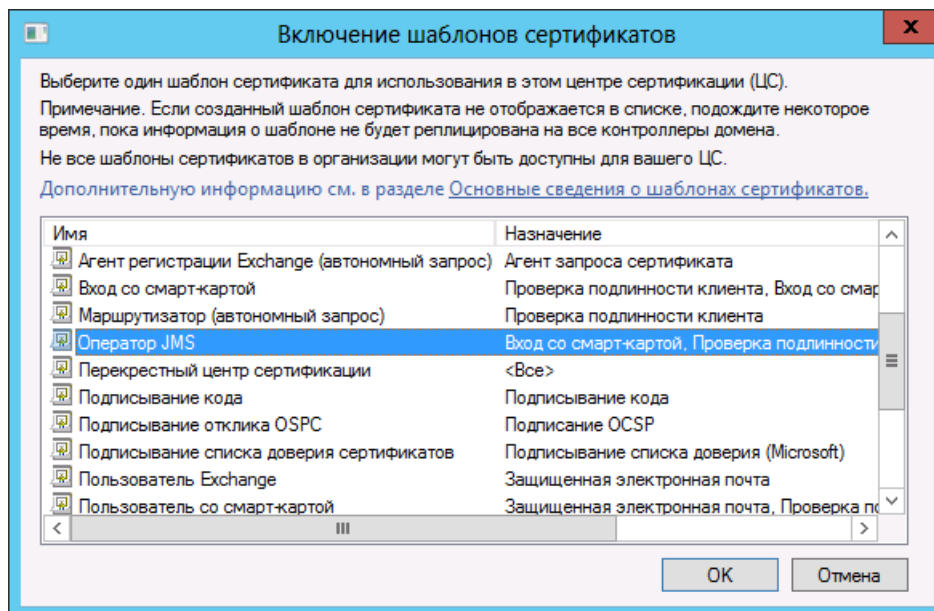 Включение шаблонов сертификатов
x
Выберите один шаблон сертификата для использования в этом центре сертификации (ЦС).
Примечание. Если созданный шаблон сертификата не отображается в списке, подождите некоторое
время, пока информация о шаблоне не будет реплицирована на все контроллеры домена.
Не все шаблоны сертификатов в организации могут быть доступны для вашего ЦС.
Дополнительную информацию см. в разделе Основные сведения о шаблонах сертификатов.
Имя Назначение
Агент регистрации Exchange (автономный запрос) Агент запроса сертификата
Вход со смарт-картой Проверка подлинности клиента, Вход со смар
Маршрутизатор (автономный запрос) Проверка подлинности клиента
Оператор JMS Вход со смарт-картой, Проверка подлинности
Перекрестный центр сертификации <Все>
Подписывание кода Подписывание кода
Подписывание отклика OSPC Подписание OCSP
Подписывание списка доверия сертификатов Подписывание списка доверия (Microsoft)
Пользователь Exchange Защищенная электронная почта
Пользователь со смарт-картой Защищенная электронная почта, Проверка по
OK Отмена